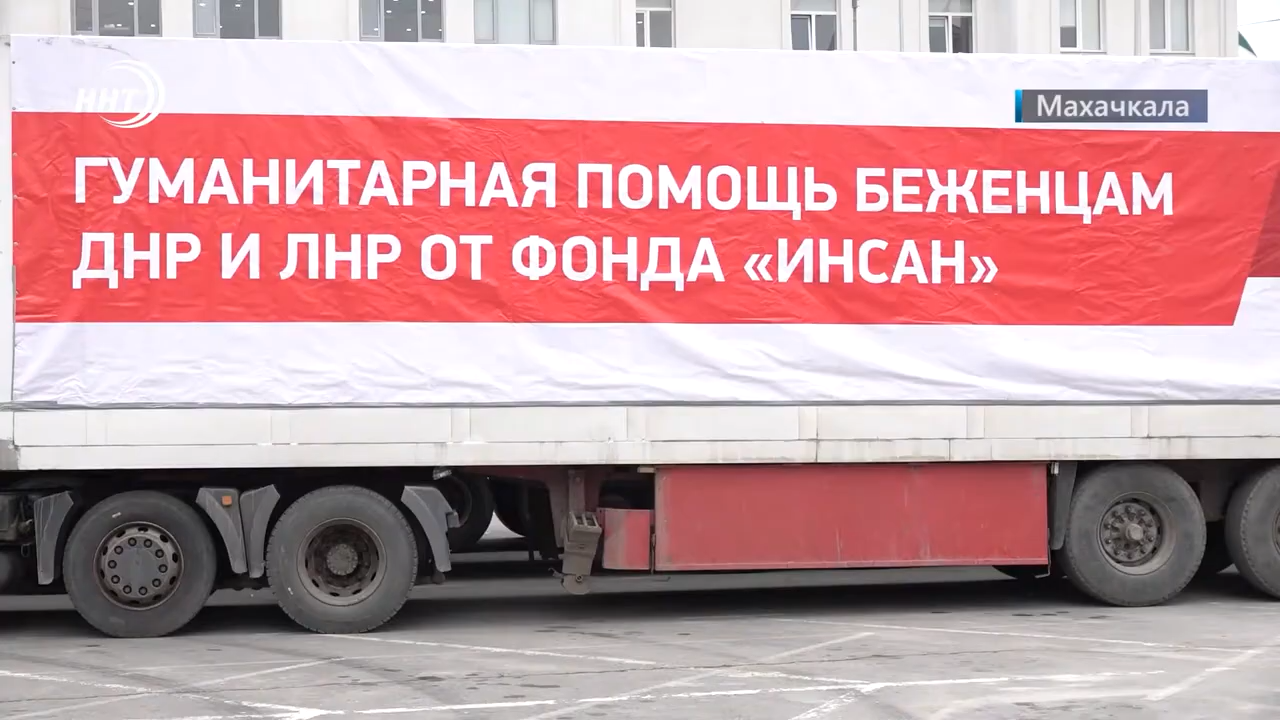 ННТ
Махачкала
ГУМАНИТАРНАЯ ПОМОЩЬ БЕЖЕНЦАМ
ДНР И ЛНР ОТ ФОНДА «ИНСАН»